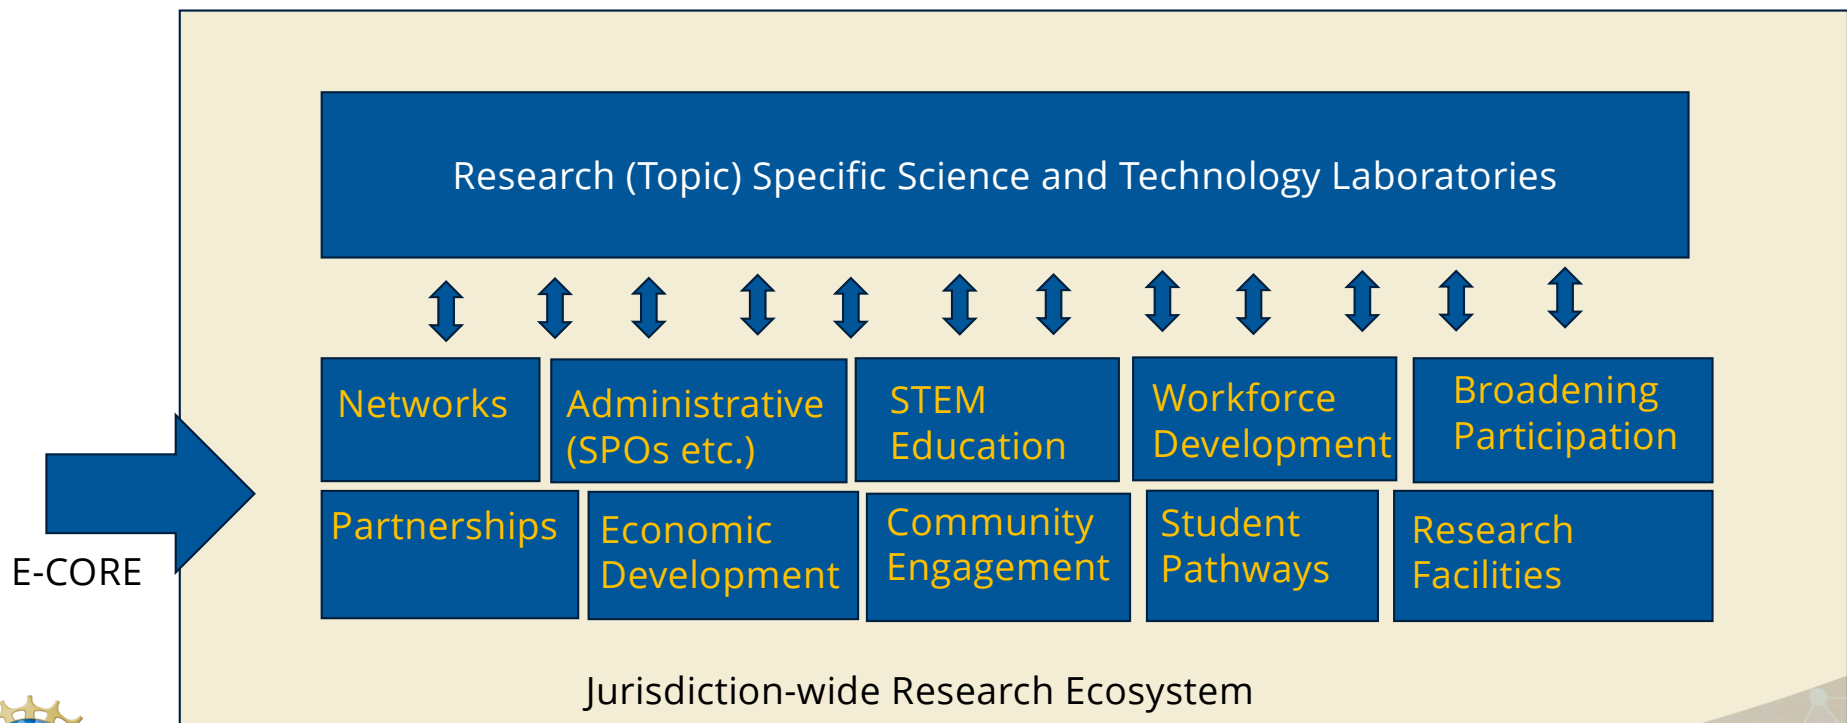 Research (Topic) Specific Science and Technology Laboratories
Networks
Administrative
(SPOs etc.)
STEM
Education
Workforce
Development
Broadening
Participation
Partnerships
Economic
Development
Community
Engagement
Student
Pathways
Research
Facilities
E-CORE
Jurisdiction-wide Research Ecosystem